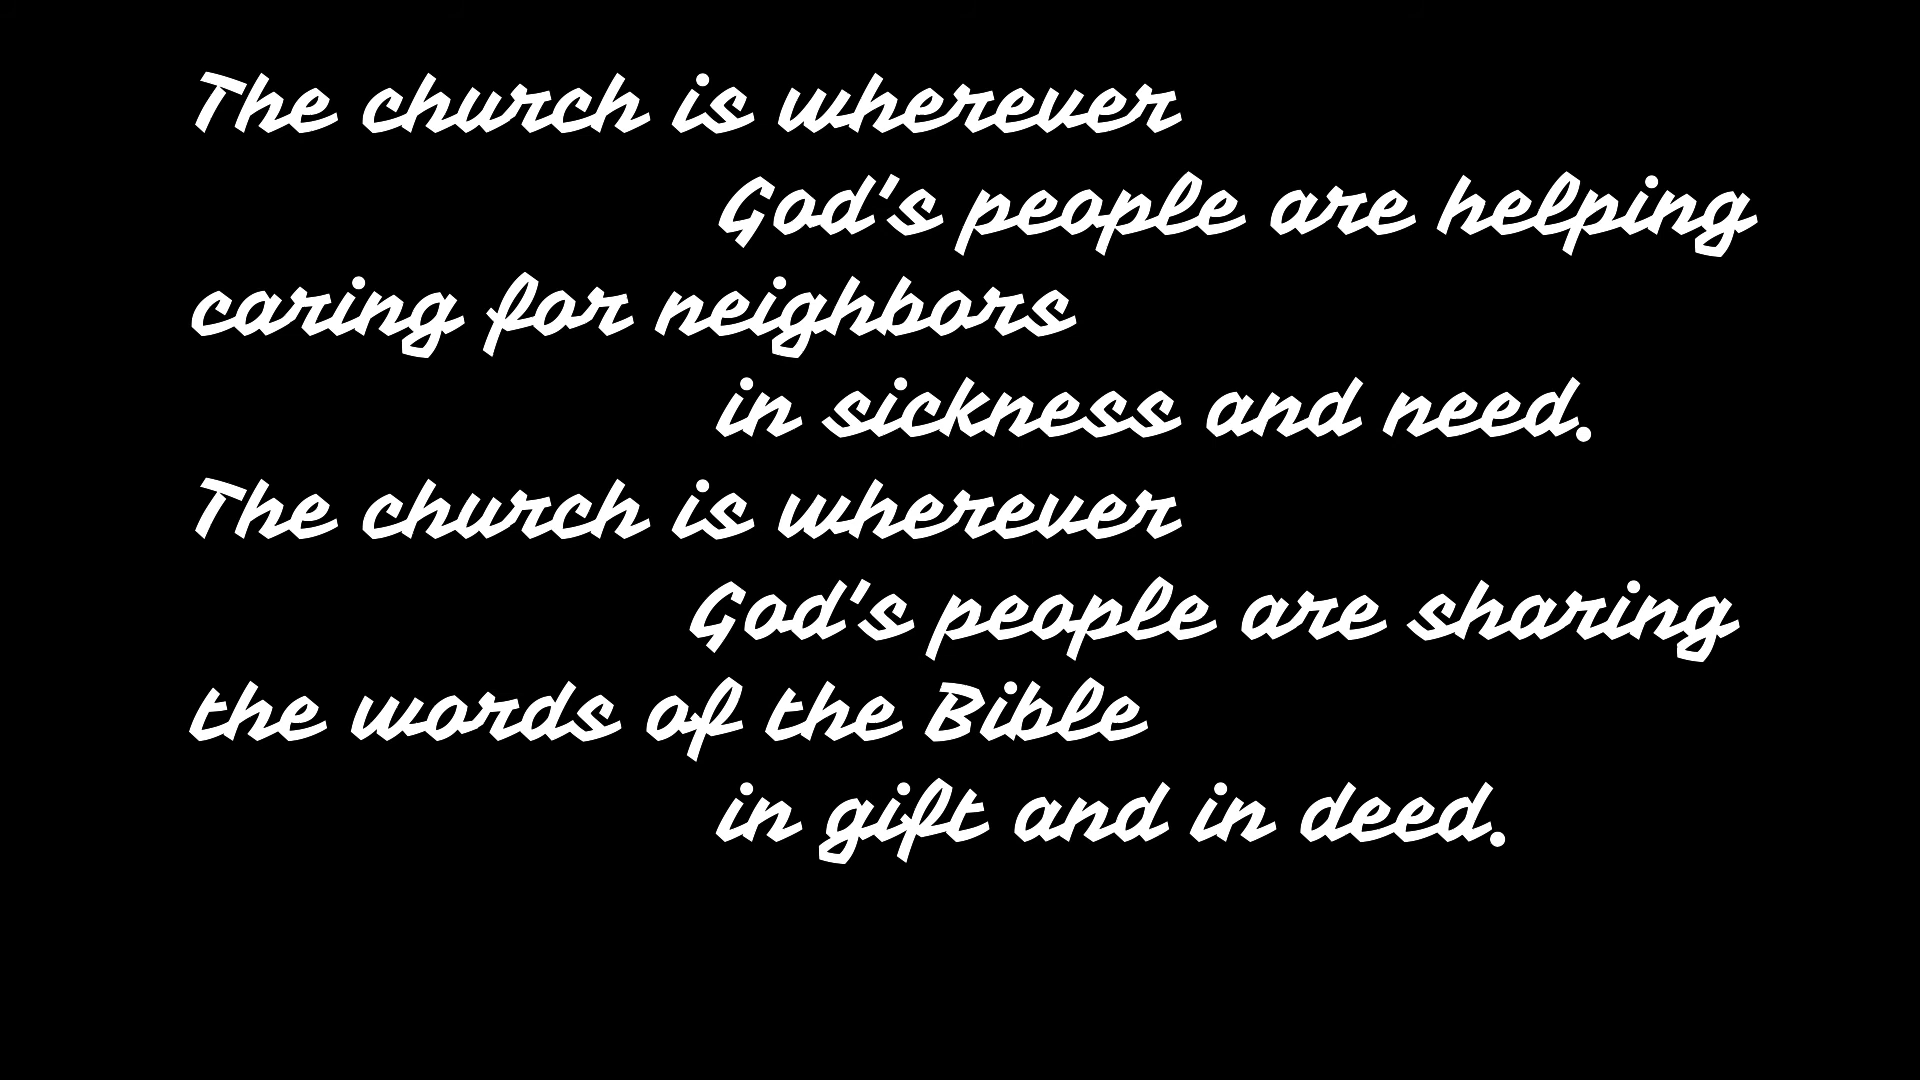 The church is wherever
God's people are helping
caring for neighbors
in sickness and need.
The church is wherever
God's people are sharing
the words of the Bible
in gift and in deed.